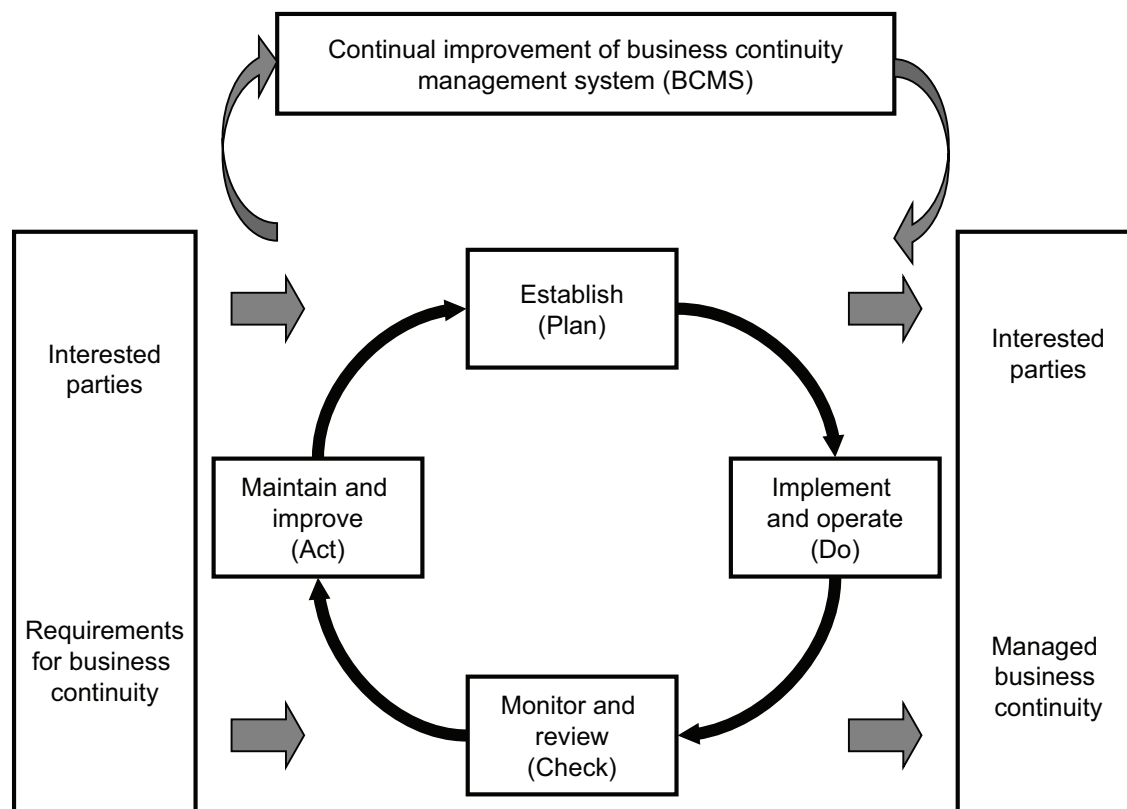 Continual improvement of business continuity
management system (BCMS)
Establish
(Plan)
Interested
parties
Interested
parties
Maintain and
improve
(Act)
Implement
and operate
(Do)
Requirements
for business
continuity
Managed
business
continuity
Monitor and
review
(Check)